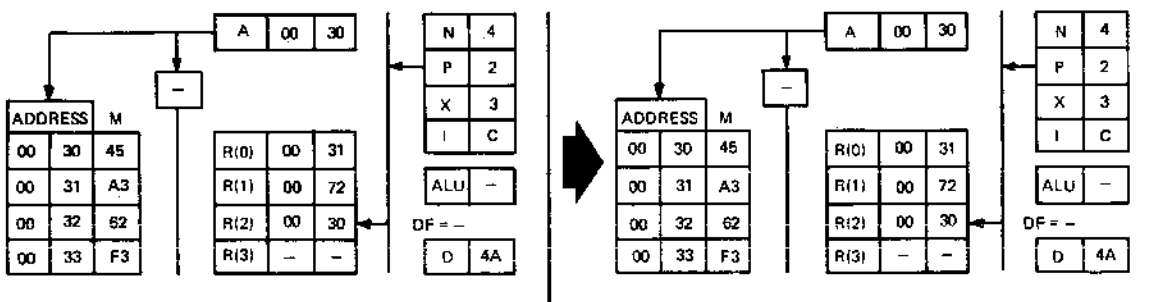 A 00 30
N 4
P 2
–
X 3
I C
ADDRESS M
00 30 45
00 31 A3
00 32 62
00 33 F3
R(0) 00 31
R(1) 00 72
R(2) 00 30
R(3) – –
ALU –
DF = –
D 4A
A 00 30
N 4
P 2
–
X 3
I C
ADDRESS M
00 30 45
00 31 A3
00 32 62
00 33 F3
R(0) 00 31
R(1) 00 72
R(2) 00 30
R(3) – –
ALU –
DF = –
D 4A